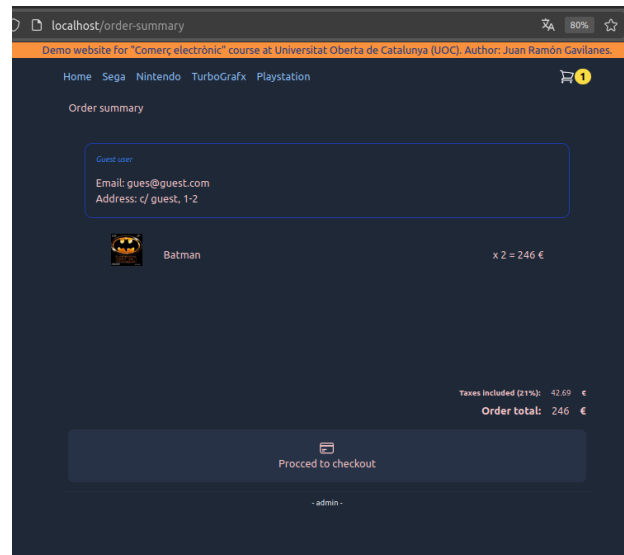 localhost/order-summary 80%
Demo website for "Comerç electrònic" course at Universitat Oberta de Catalunya (UOC). Author: Juan Ramón Gavilanes.
Home Sega Nintendo TurboGrafx Playstation 1
Order summary
Guest user
Email: gues@guest.com
Address: c/ guest, 1-2
Batman x 2 = 246 €
Taxes included (21%): 42.69 €
Order total: 246 €
Procced to checkout
- admin -